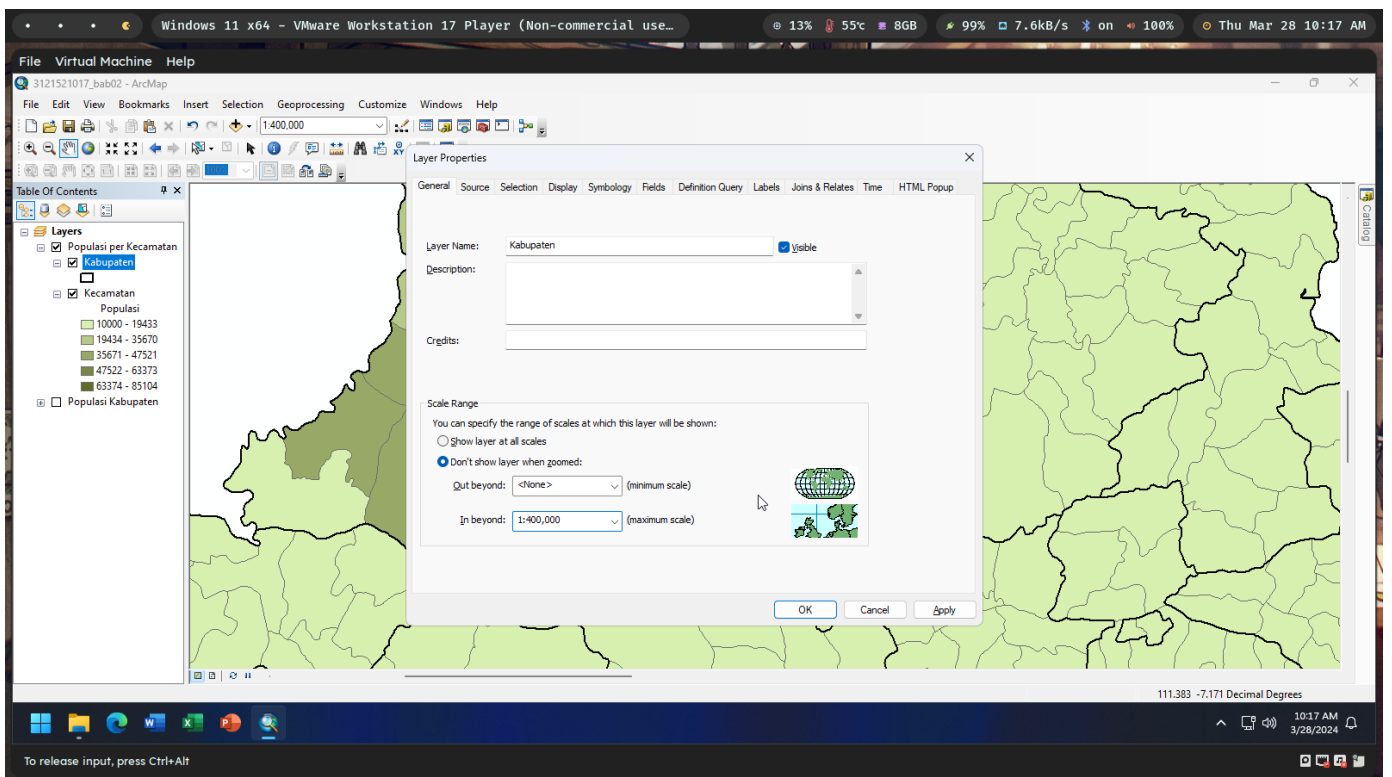 Windows 11 x64 - VMware Workstation 17 Player (Non-commercial use…
13% 55℃ 8GB
99% 7.6kB/s on 100%
Thu Mar 28 10:17 AM
File Virtual Machine Help
3121521017_bab02 - ArcMap
File Edit View Bookmarks Insert Selection Geoprocessing Customize Windows Help
1:400,000
Table Of Contents
Layers
Populasi per Kecamatan
Kabupaten
Kecamatan
Populasi
10000 - 19433
19434 - 35670
35671 - 47521
47522 - 63373
63374 - 85104
Populasi Kabupaten
Layer Properties
General Source Selection Display Symbology Fields Definition Query Labels Joins & Relates Time HTML Popup
Layer Name: Kabupaten Visible
Description:
Credits:
Scale Range
You can specify the range of scales at which this layer will be shown:
Show layer at all scales
Don't show layer when zoomed:
Out beyond: <None> (minimum scale)
In beyond: 1:400,000 (maximum scale)
OK Cancel Apply
Catalog
111.383 -7.171 Decimal Degrees
10:17 AM
3/28/2024
To release input, press Ctrl+Alt